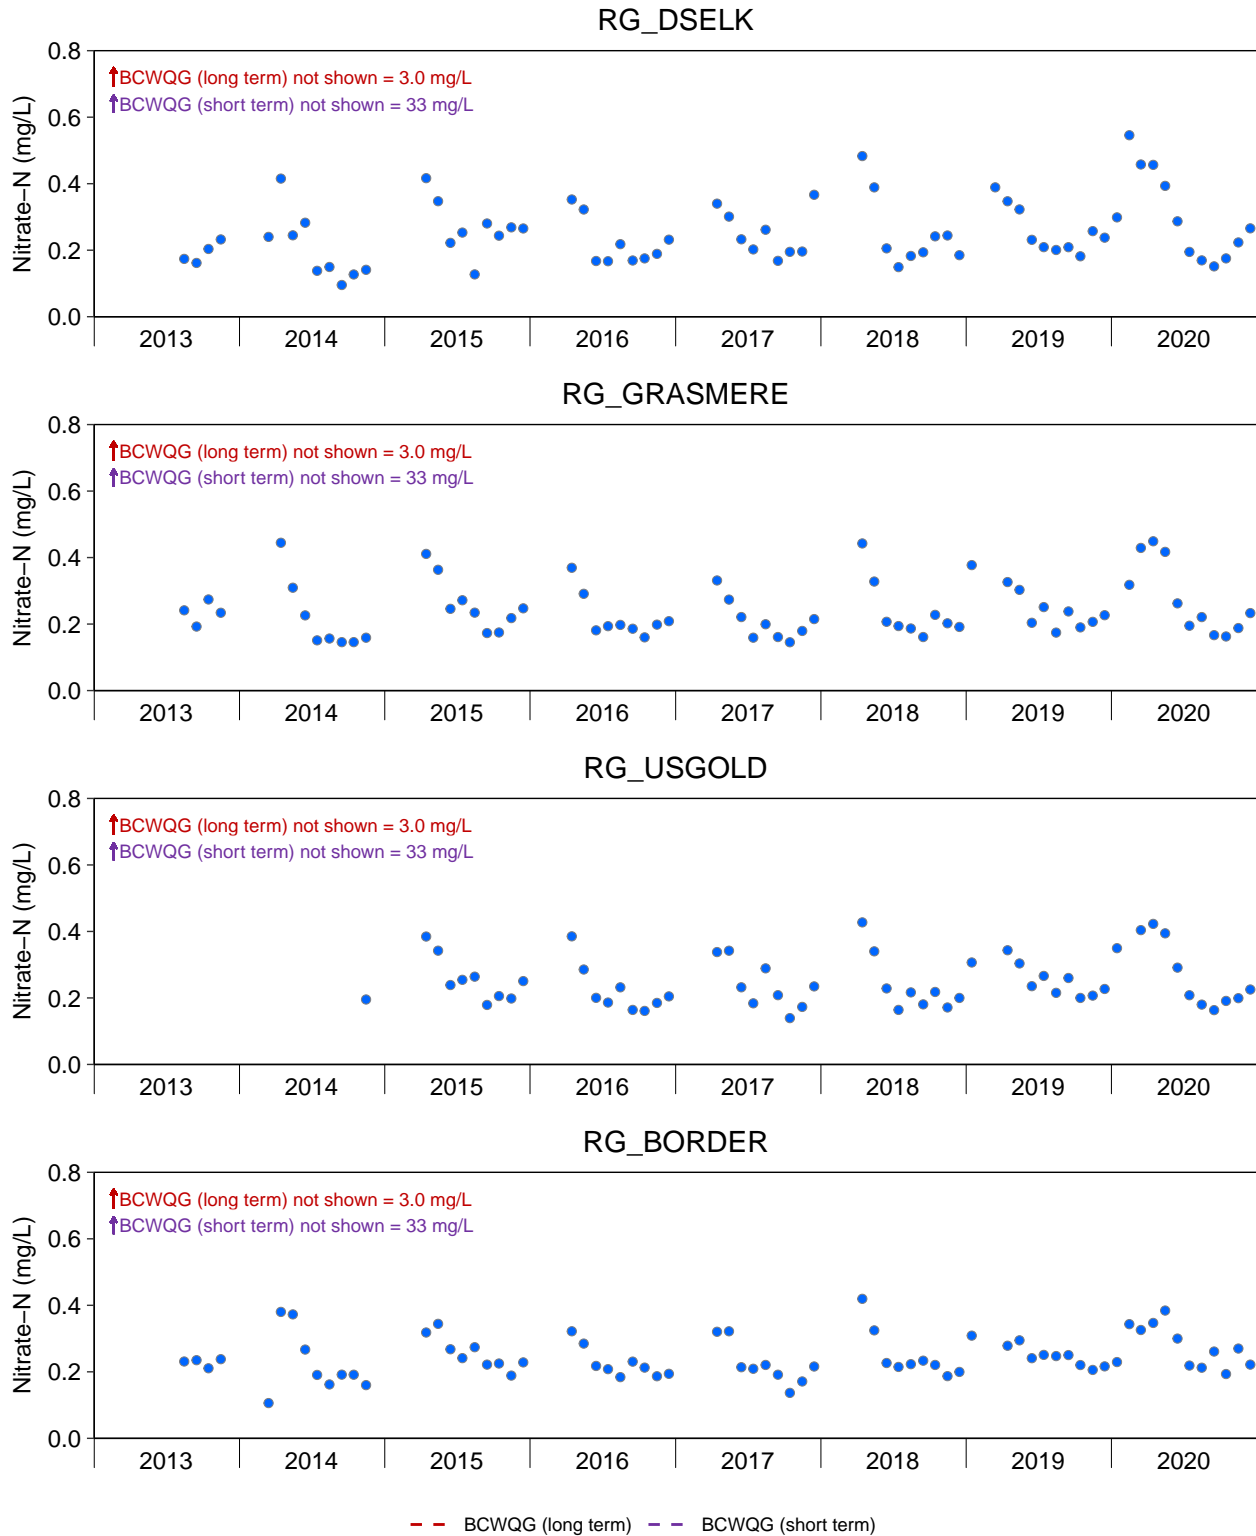 RG_DSELK
Nitrate–N (mg/L)
0.8
0.6
0.4
0.2
0.0
BCWQG (long term) not shown = 3.0 mg/L
BCWQG (short term) not shown = 33 mg/L
2013 2014 2015 2016 2017 2018 2019 2020
RG_GRASMERE
Nitrate–N (mg/L)
0.8
0.6
0.4
0.2
0.0
BCWQG (long term) not shown = 3.0 mg/L
BCWQG (short term) not shown = 33 mg/L
2013 2014 2015 2016 2017 2018 2019 2020
RG_USGOLD
Nitrate–N (mg/L)
0.8
0.6
0.4
0.2
0.0
BCWQG (long term) not shown = 3.0 mg/L
BCWQG (short term) not shown = 33 mg/L
2013 2014 2015 2016 2017 2018 2019 2020
RG_BORDER
Nitrate–N (mg/L)
0.8
0.6
0.4
0.2
0.0
BCWQG (long term) not shown = 3.0 mg/L
BCWQG (short term) not shown = 33 mg/L
2013 2014 2015 2016 2017 2018 2019 2020
BCWQG (long term) BCWQG (short term)